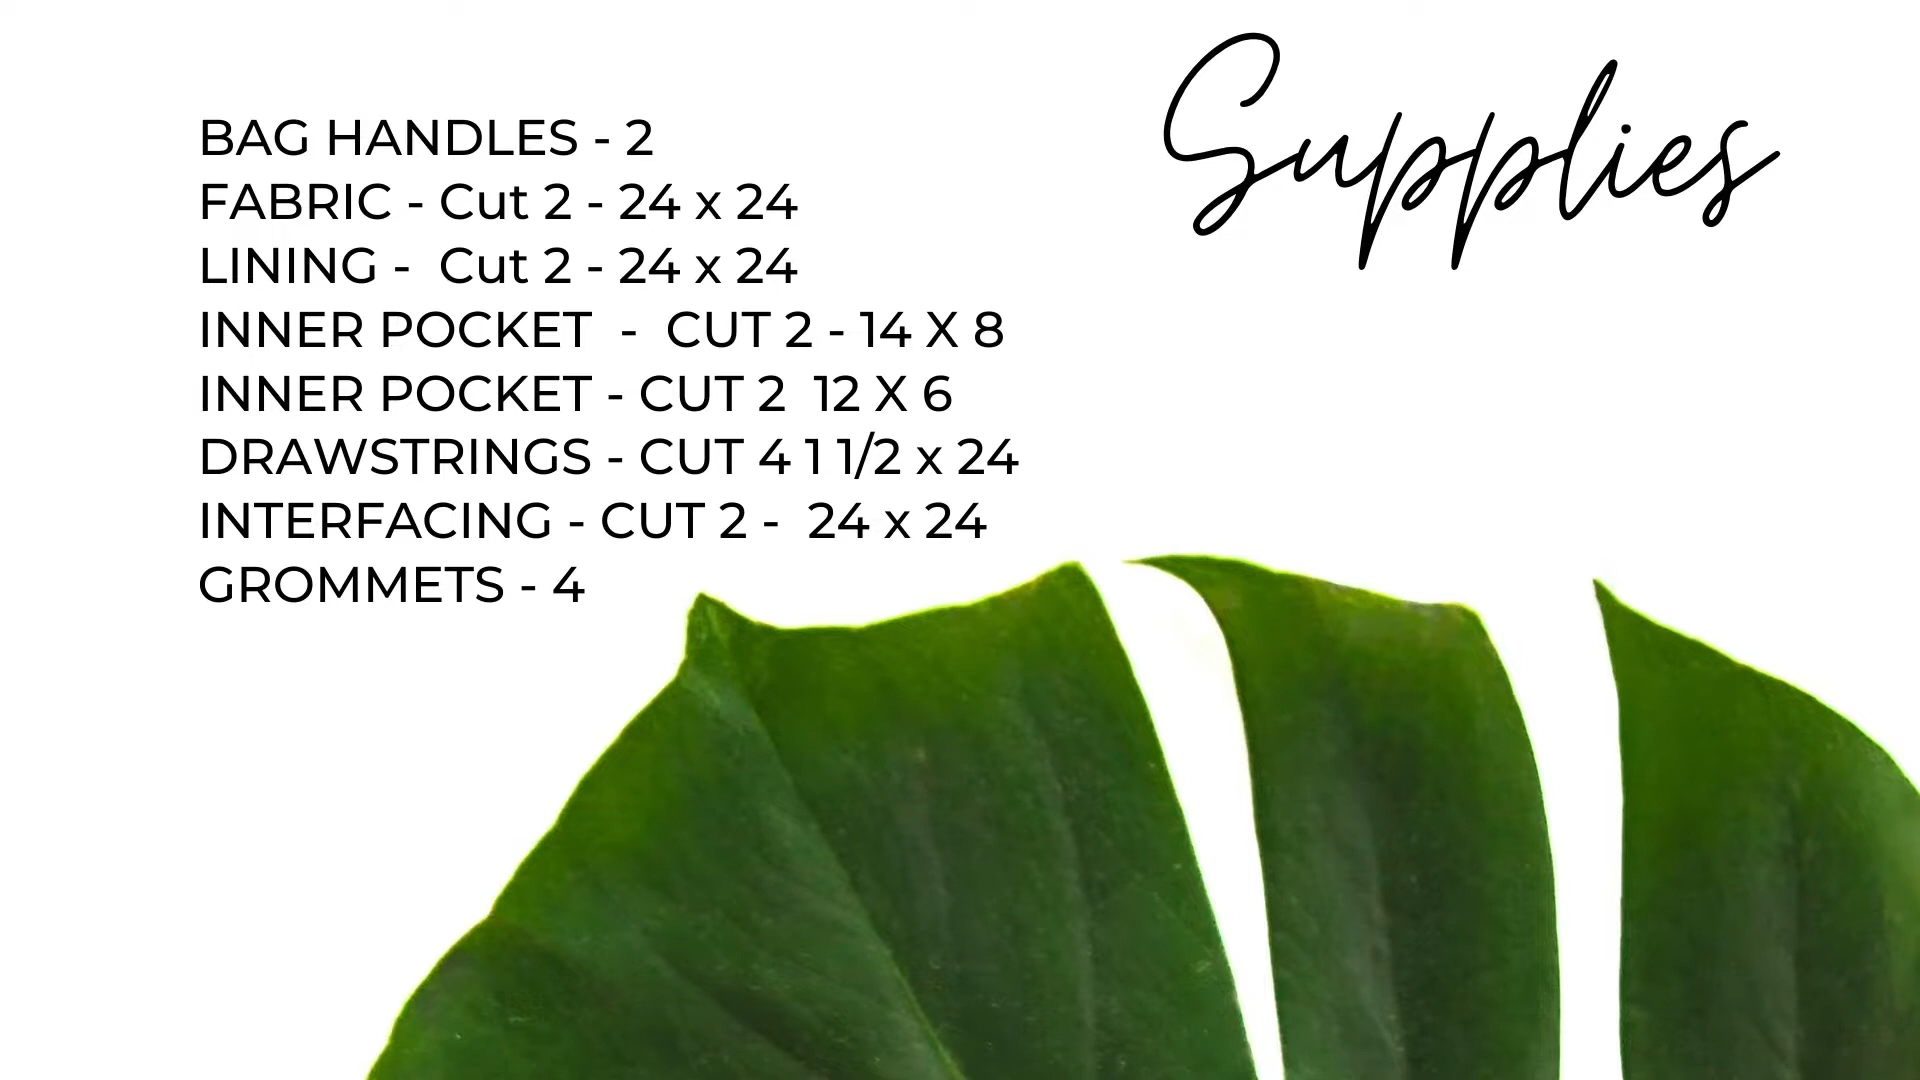 Supplies
BAG HANDLES - 2
FABRIC - Cut 2 - 24 x 24
LINING -  Cut 2 - 24 x 24
INNER POCKET  -  CUT 2 - 14 X 8
INNER POCKET - CUT 2  12 X 6
DRAWSTRINGS - CUT 4 1 1/2 x 24
INTERFACING - CUT 2 -  24 x 24
GROMMETS - 4